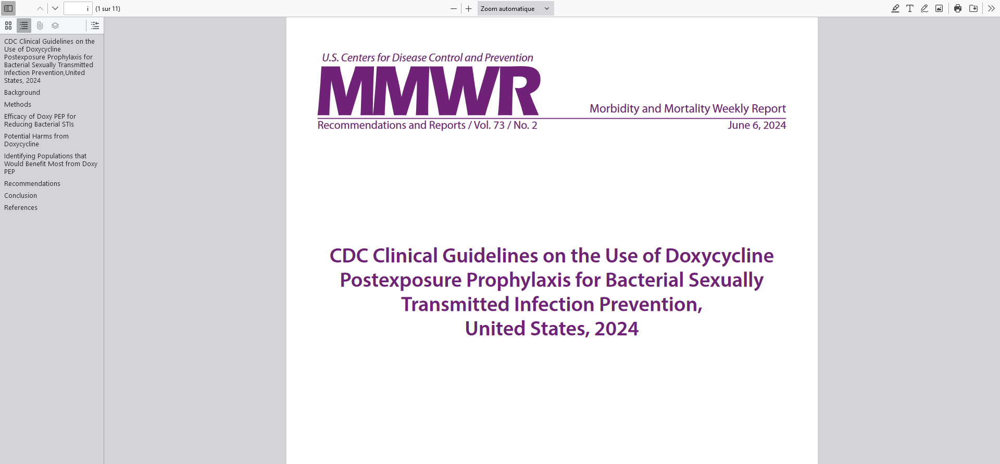 i
(1 sur 11)
Zoom automatique
CDC Clinical Guidelines on the
Use of Doxycycline
Postexposure Prophylaxis for
Bacterial Sexually Transmitted
Infection Prevention,United
States, 2024
Background
Methods
Efficacy of Doxy PEP for
Reducing Bacterial STIs
Potential Harms from
Doxycycline
Identifying Populations that
Would Benefit Most from Doxy
PEP
Recommendations
Conclusion
References
U.S. Centers for Disease Control and Prevention
MMWR
Morbidity and Mortality Weekly Report
Recommendations and Reports / Vol. 73 / No. 2
June 6, 2024
CDC Clinical Guidelines on the Use of Doxycycline
Postexposure Prophylaxis for Bacterial Sexually
Transmitted Infection Prevention,
United States, 2024